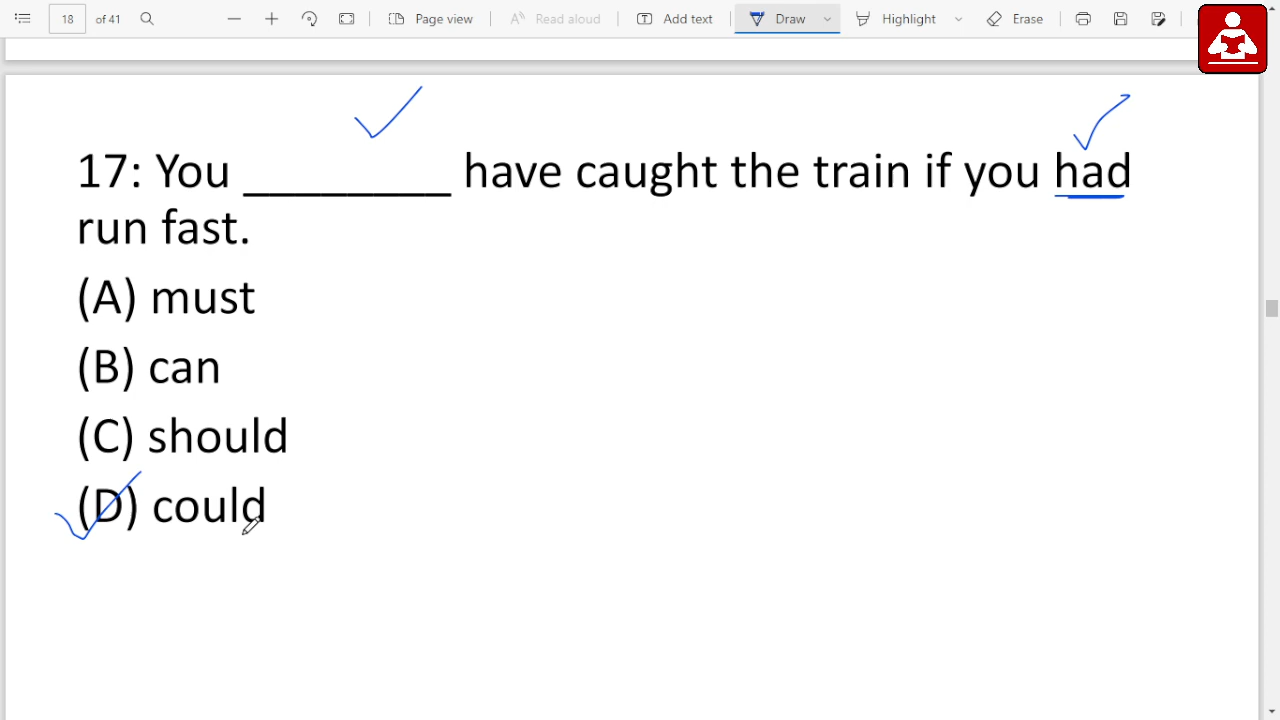 18 of 41 Page view Read aloud Add text Draw Highlight Erase
17: You ________ have caught the train if you had
run fast.
(A) must
(B) can
(C) should
(D) could